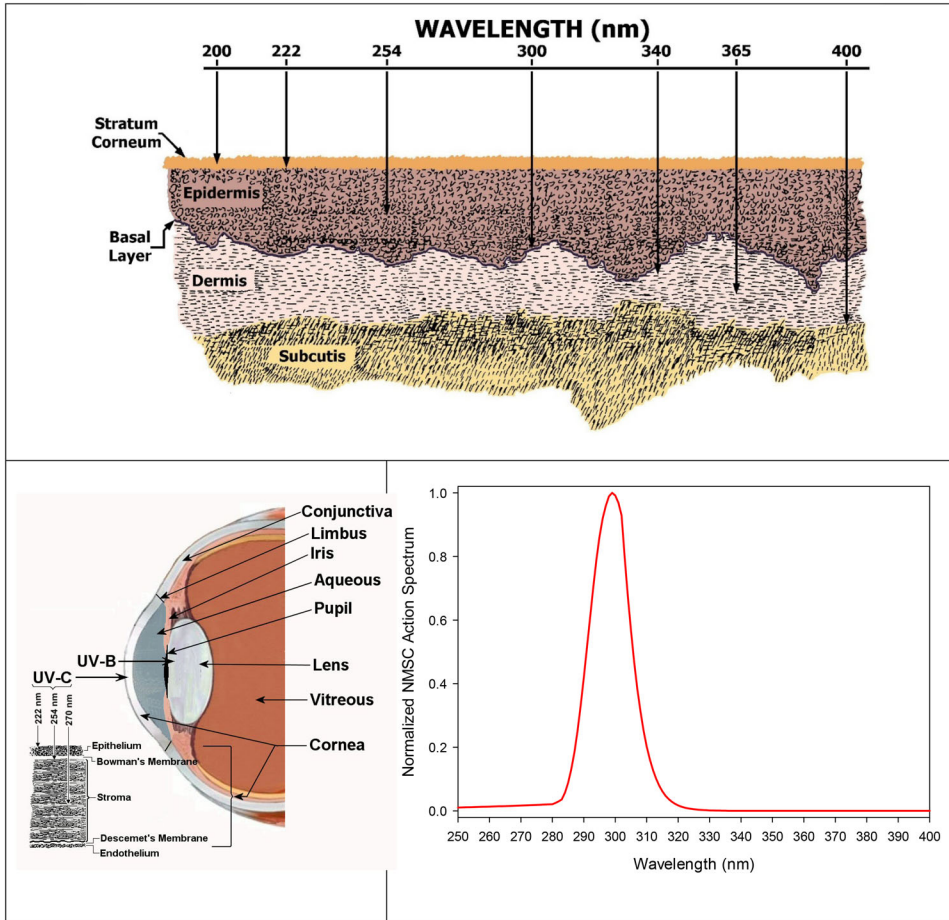 WAVELENGTH (nm)
200 222 254 300 340 365 400
Stratum
Corneum
Epidermis
Basal
Layer
Dermis
Subcutis
Conjunctiva
Limbus
Iris
Aqueous
Pupil
UV-B
Lens
UV-C
Vitreous
222 nm
254 nm
270 nm
Cornea
Epithelium
Bowman's Membrane
Stroma
Descemet's Membrane
Endothelium
Normalized NMSC Action Spectrum
1.0
0.8
0.6
0.4
0.2
0.0
250 260 270 280 290 300 310 320 330 340 350 360 370 380 390 400
Wavelength (nm)